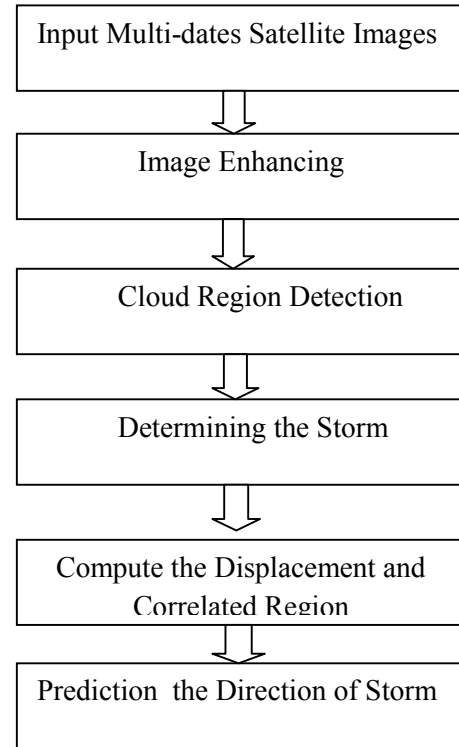 Input Multi-dates Satellite Images
Image Enhancing
Cloud Region Detection
Determining the Storm
Compute the Displacement and
Correlated Region
Prediction the Direction of Storm